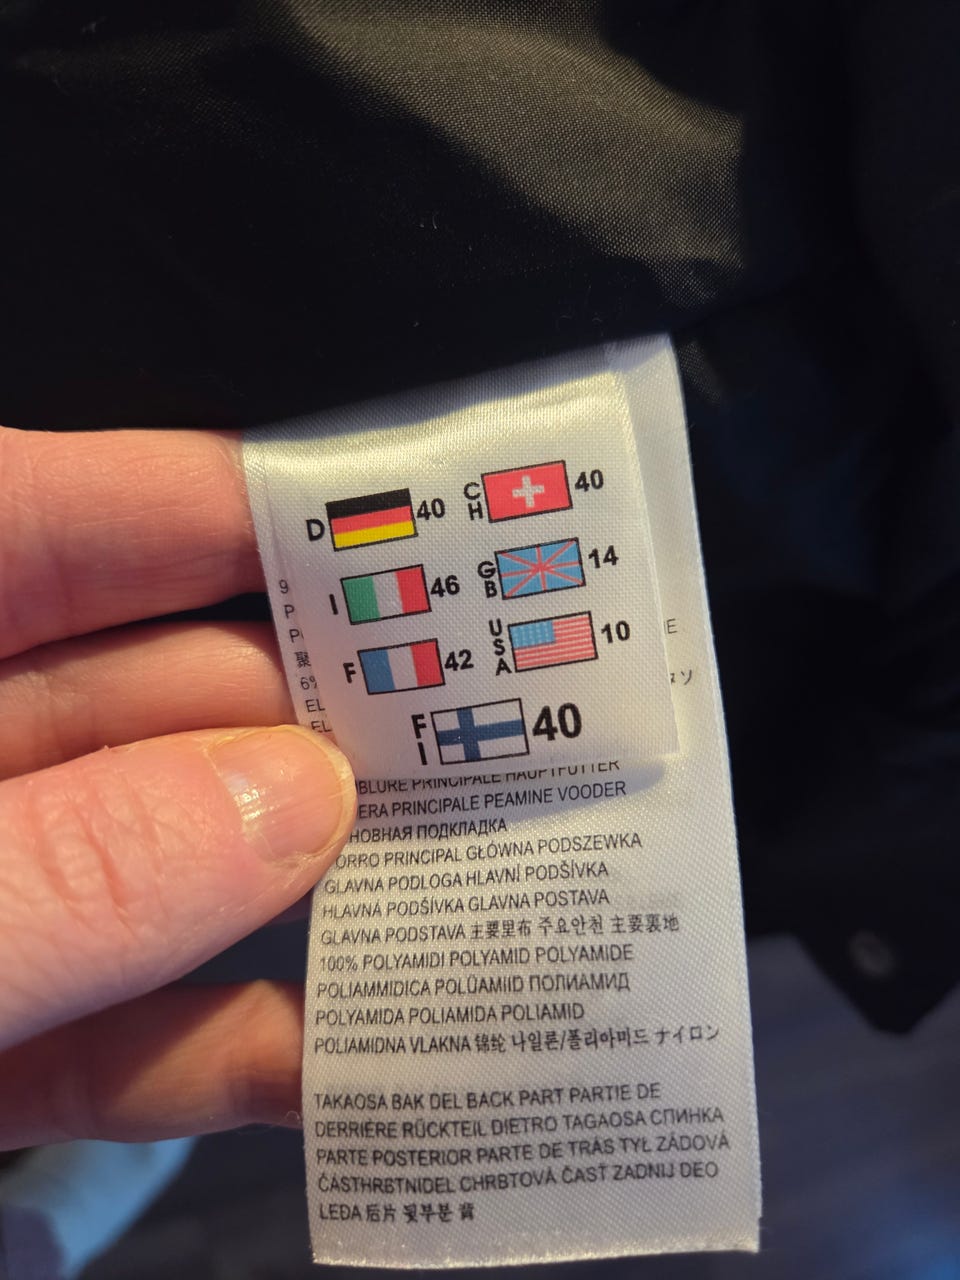 D 40 CH 40
I 46 GB 14
F 42 USA 10
FI 40
9
P
6%
EL
EL
E
PRINCIPALE HAUPTFUTTER
PRINCIPALE PEAMINE VOODER
ПОДКЛАДКА
PRINCIPAL GŁÓWNA PODSZEWKA
GLAVNA PODLOGA HLAVNÍ PODŠÍVKA
HLAVNÁ PODŠÍVKA GLAVNA POSTAVA
GLAVNA PODSTAVA 主要里布 주요안천 主要裏地
100% POLYAMIDI POLYAMID POLYAMIDE
POLIAMMIDICA POLÜAMIID ПОЛИАМИД
POLYAMIDA POLIAMIDA POLIAMID
POLIAMIDNA VLAKNA 锦纶 나일론/폴리아미드 ナイロン
TAKAOSA BAK DEL BACK PART PARTIE DE
DERRIÈRE RÜCKTEIL DIETRO TAGAOSA СПИНКА
PARTE POSTERIOR PARTE DE TRÁS TYŁ ZÁDOVÁ
ČÁSTHRBTNIDEL CHRBTOVÁ ČASŤ ZADNIJ DEO
LEĐA 后片 뒷부분 背